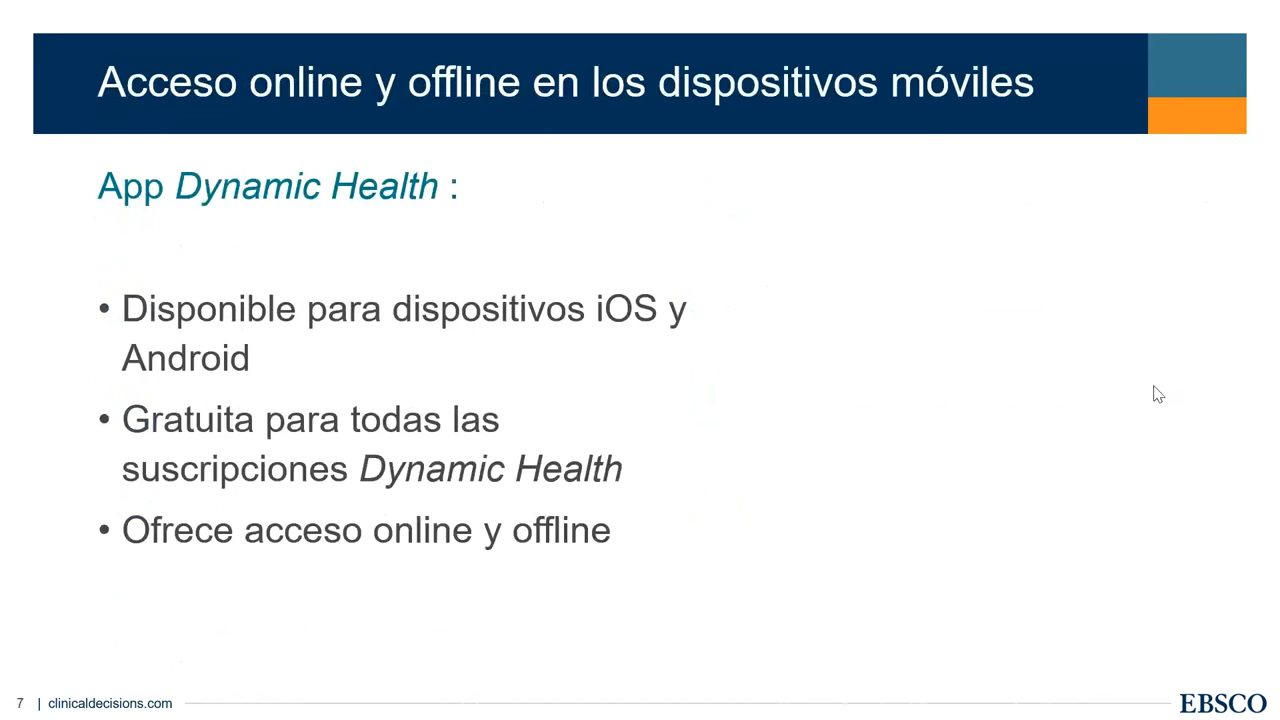 Acceso online y offline en los dispositivos móviles
App Dynamic Health :
• Disponible para dispositivos iOS y
Android
• Gratuita para todas las
suscripciones Dynamic Health
• Ofrece acceso online y offline
7 | clinicaldecisions.com
EBSCO